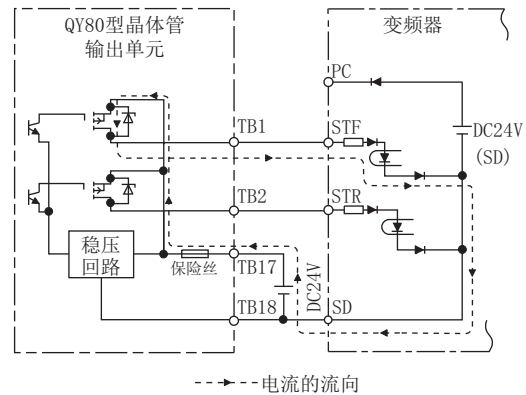 QY80型晶体管
输出单元
变频器
PC
DC24V
(SD)
TB1
STF
TB2
STR
稳压
回路
保险丝
TB17
DC24V
TB18
SD
电流的流向